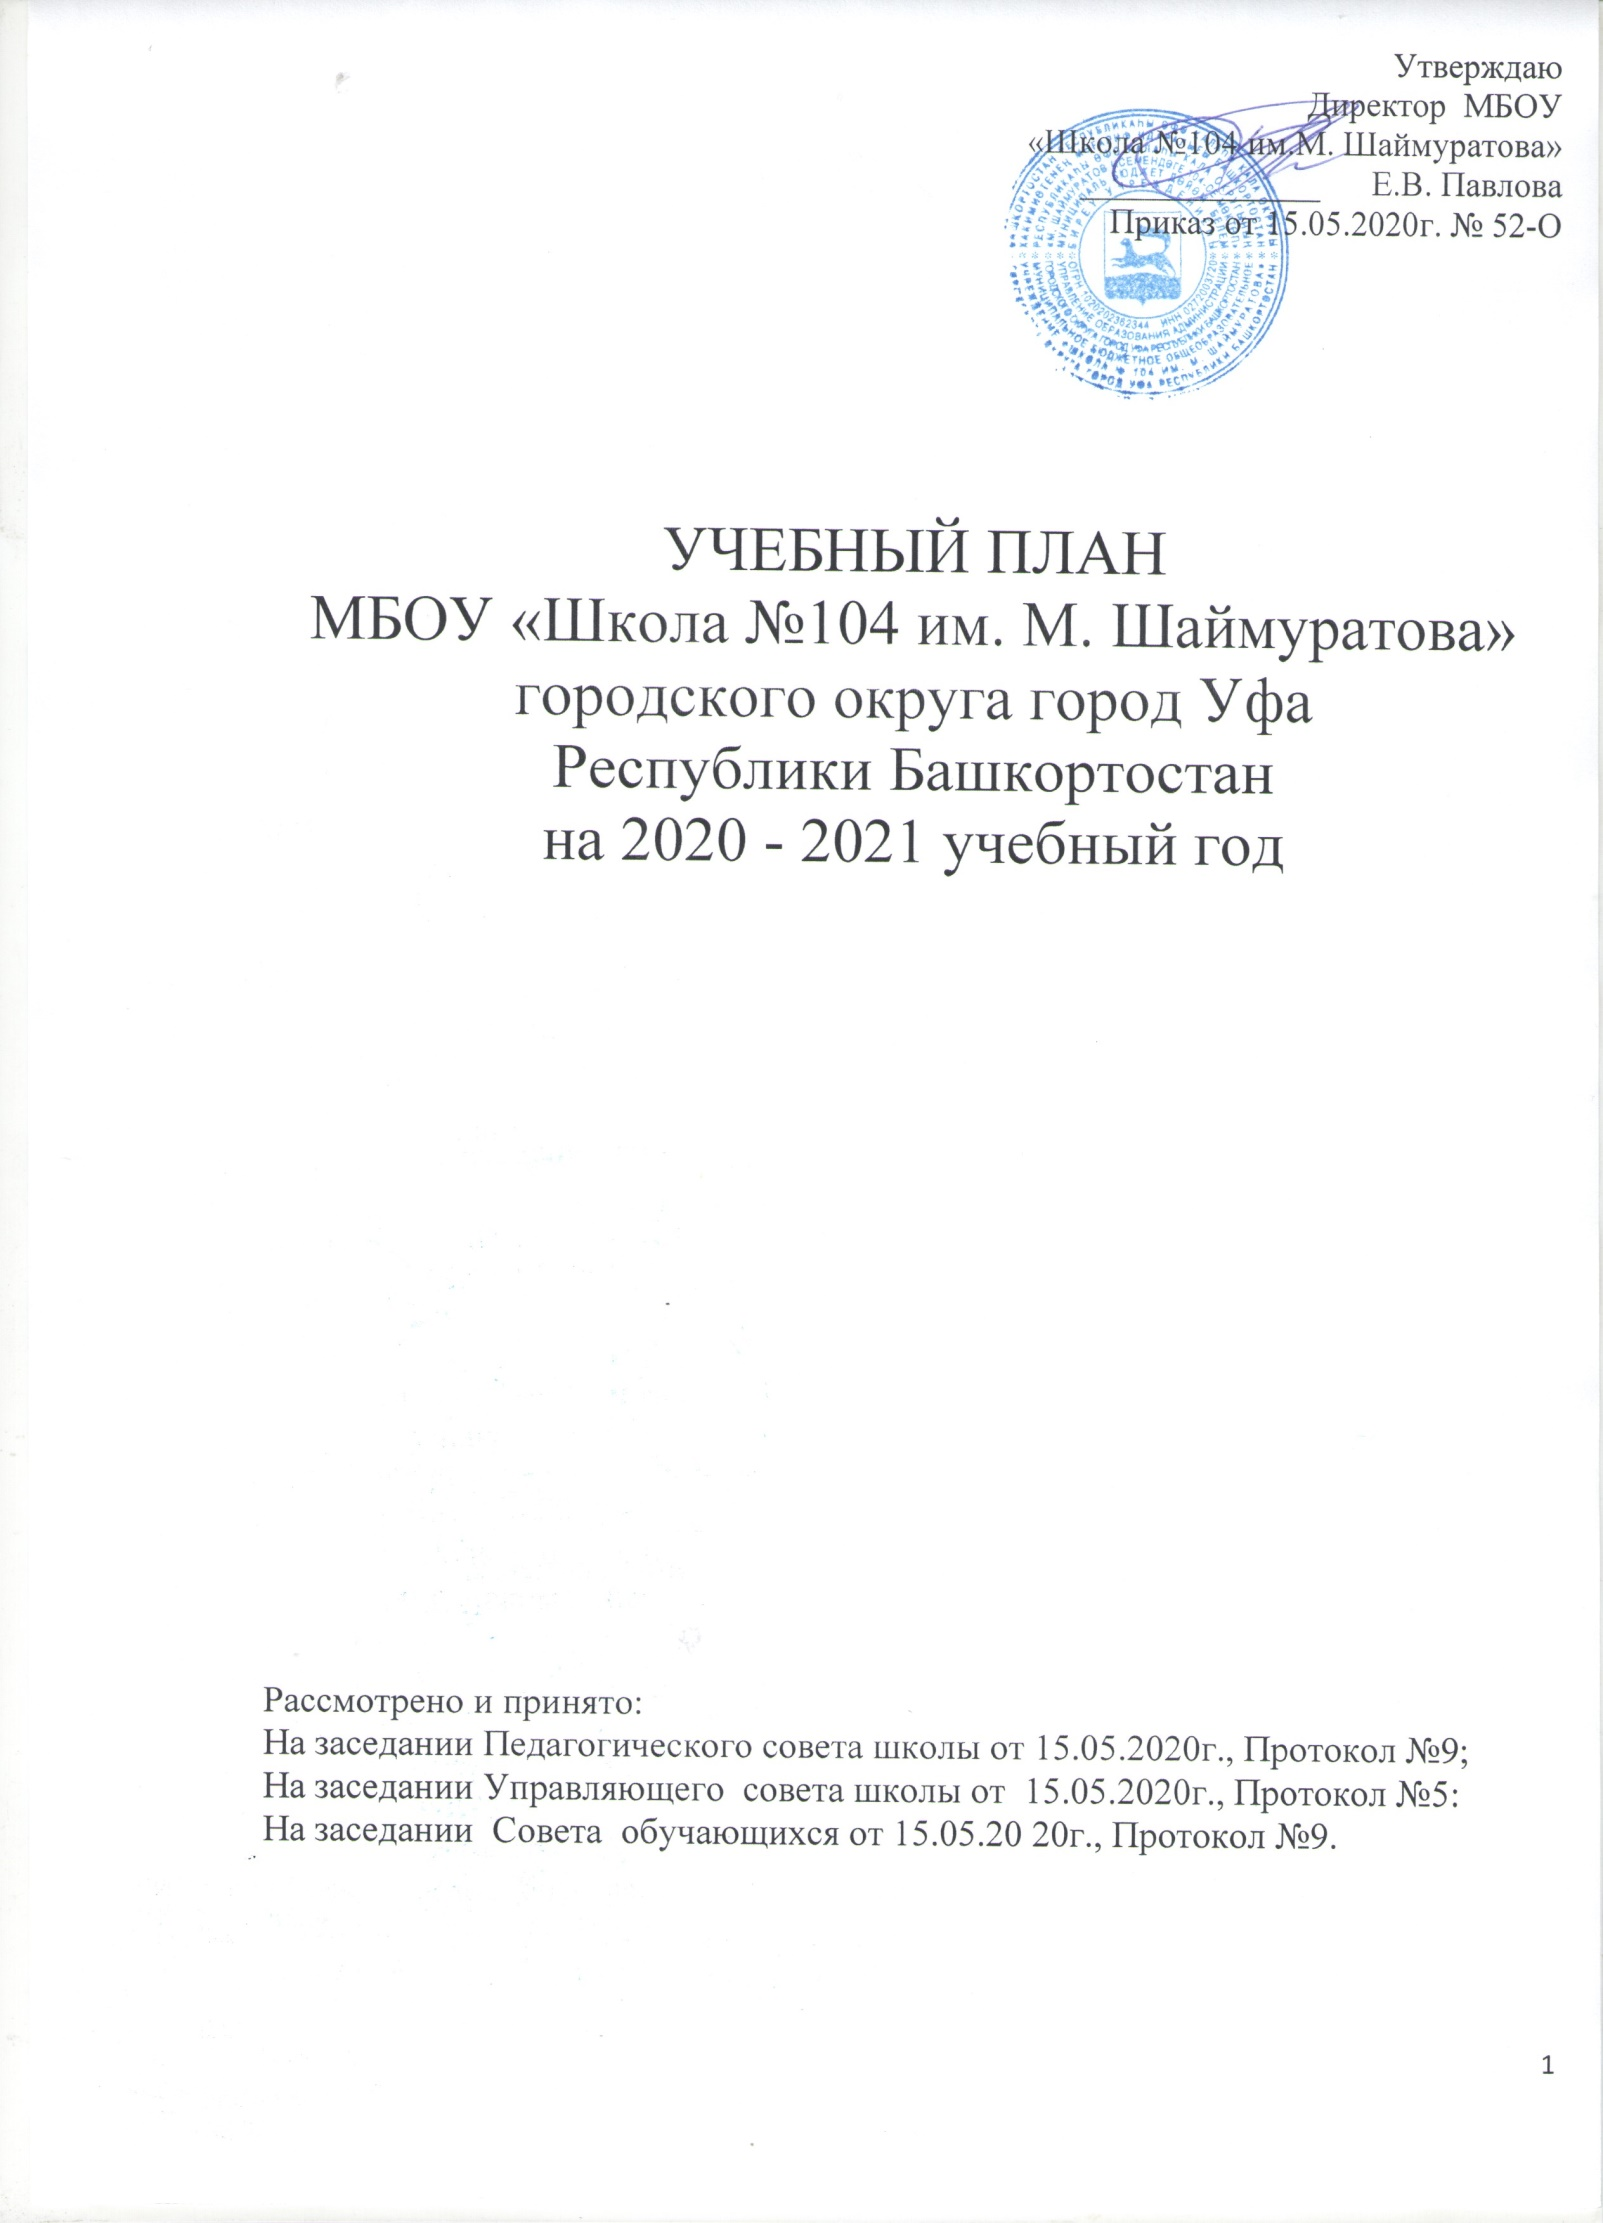 Утверждаю
Директор  МБОУ
«Школа №104 им.М. Шаймуратова»
Е.В. Павлова
Приказ от 15.05.2020г. № 52-О
УЧЕБНЫЙ ПЛАН
МБОУ «Школа №104 им. М. Шаймуратова»
городского округа город Уфа
Республики Башкортостан
на 2020 - 2021 учебный год
Рассмотрено и принято:
На заседании Педагогического совета школы от 15.05.2020г., Протокол №9;
На заседании Управляющего  совета школы от  15.05.2020г., Протокол №5:
На заседании  Совета  обучающихся от 15.05.20 20г., Протокол №9.
1